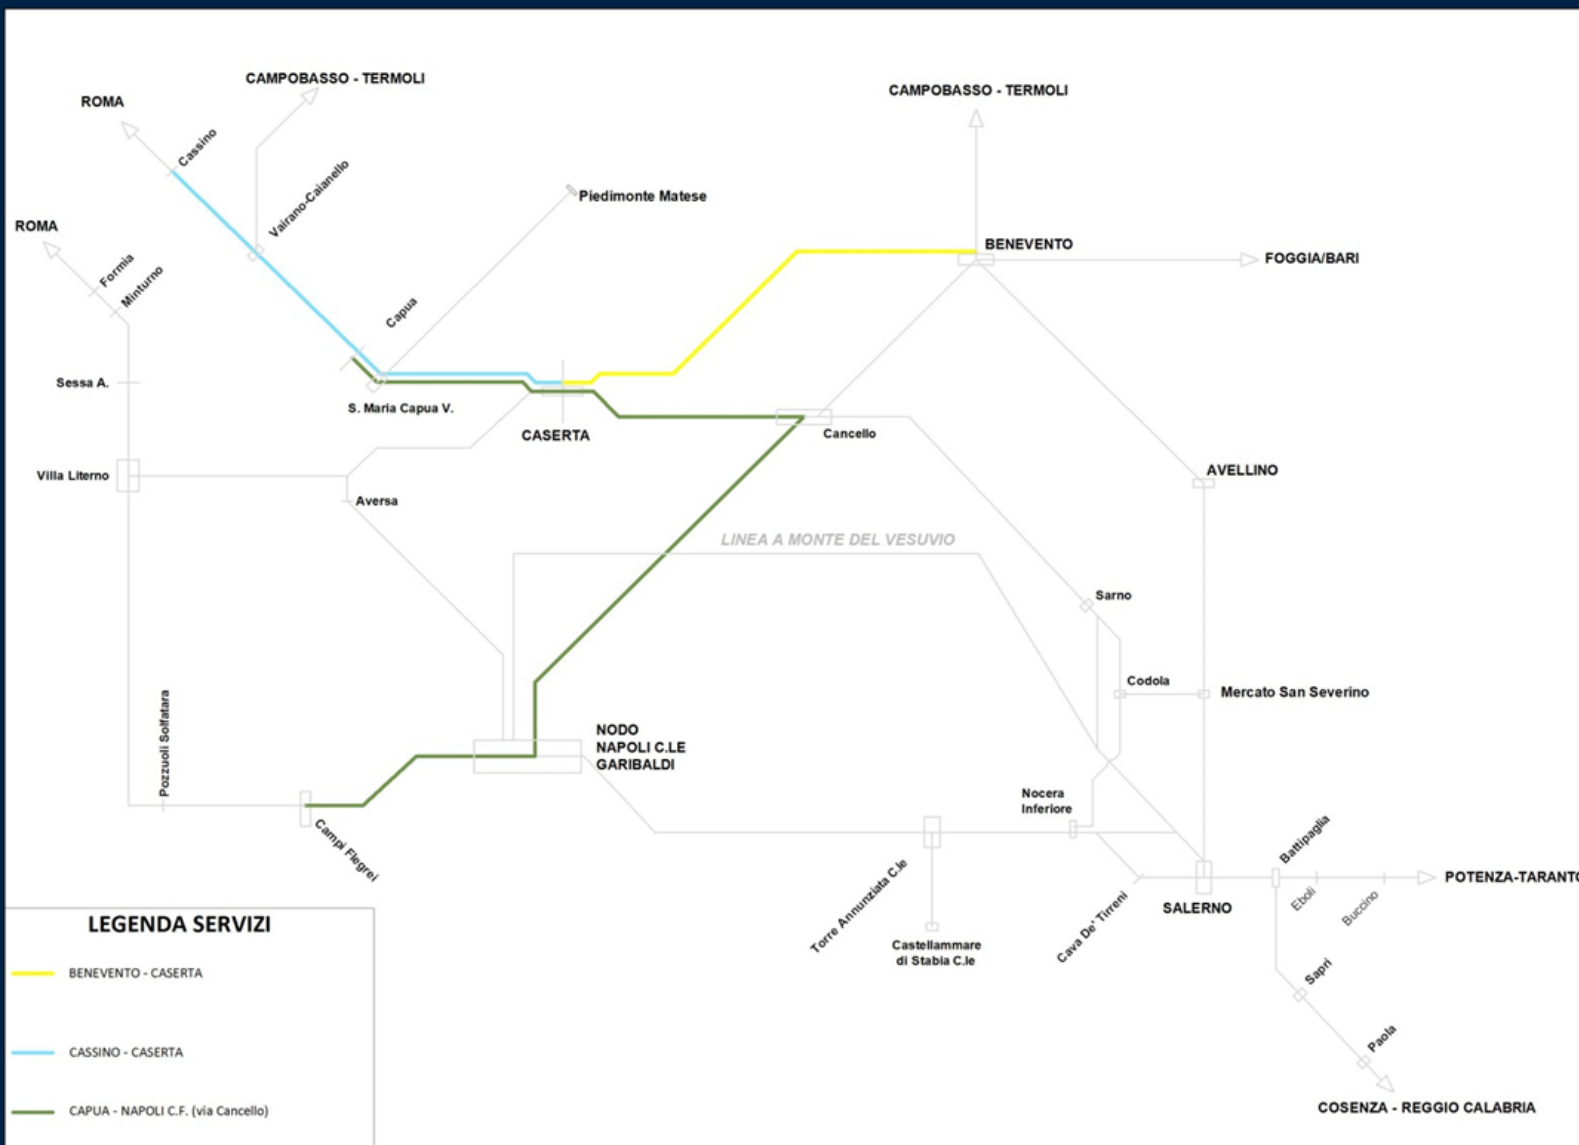 CAMPOBASSO - TERMOLI
CAMPOBASSO - TERMOLI
ROMA
Cassino
Vairano-Caianello
Piedimonte Matese
ROMA
Formia
Minturno
BENEVENTO
FOGGIA/BARI
Capua
Sessa A.
S. Maria Capua V.
CASERTA
Cancello
Villa Literno
AVELLINO
Aversa
LINEA A MONTE DEL VESUVIO
Sarno
Codola
Mercato San Severino
Pozzuoli Solfatara
NODO
NAPOLI C.LE
GARIBALDI
Nocera
Inferiore
Campi Flegrei
Battipaglia
Torre Annunziata C.le
POTENZA-TARANTO
Eboli
Buccino
SALERNO
Cava De' Tirreni
Castellammare
di Stabia C.le
Sapri
Paola
COSENZA - REGGIO CALABRIA
LEGENDA SERVIZI
BENEVENTO - CASERTA
CASSINO - CASERTA
CAPUA - NAPOLI C.F. (via Cancello)